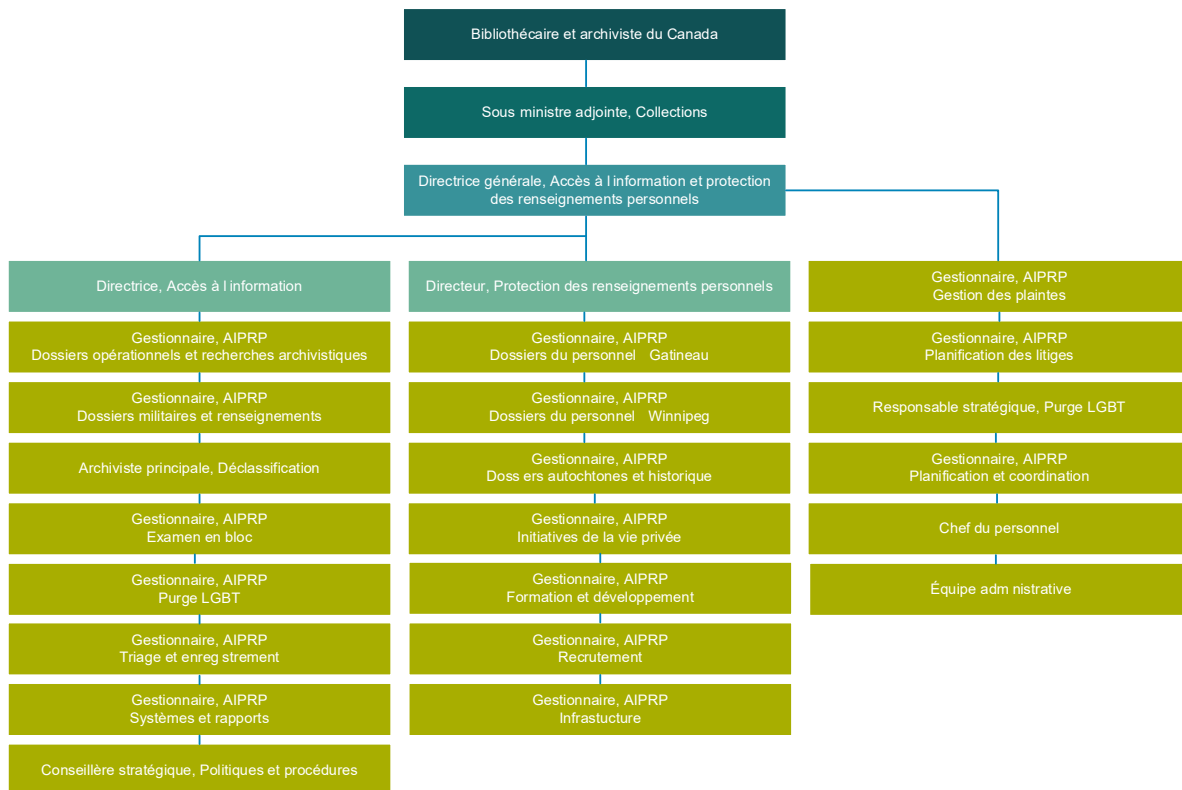 Bibliothécaire et archiviste du Canada
Sous ministre adjointe, Collections
Directrice générale, Accès à l information et protection
des renseignements personnels
Directrice, Accès à l information
Gestionnaire, AIPRP
Dossiers opérationnels et recherches archivistiques
Gestionnaire, AIPRP
Dossiers militaires et renseignements
Archiviste principale, Déclassification
Gestionnaire, AIPRP
Examen en bloc
Gestionnaire, AIPRP
Purge LGBT
Gestionnaire, AIPRP
Triage et enreg strement
Gestionnaire, AIPRP
Systèmes et rapports
Conseillère stratégique, Politiques et procédures
Directeur, Protection des renseignements personnels
Gestionnaire, AIPRP
Dossiers du personnel Gatineau
Gestionnaire, AIPRP
Dossiers du personnel Winnipeg
Gestionnaire, AIPRP
Doss ers autochtones et historique
Gestionnaire, AIPRP
Initiatives de la vie privée
Gestionnaire, AIPRP
Formation et développement
Gestionnaire, AIPRP
Recrutement
Gestionnaire, AIPRP
Infrastucture
Gestionnaire, AIPRP
Gestion des plaintes
Gestionnaire, AIPRP
Planification des litiges
Responsable stratégique, Purge LGBT
Gestionnaire, AIPRP
Planification et coordination
Chef du personnel
Équipe adm nistrative